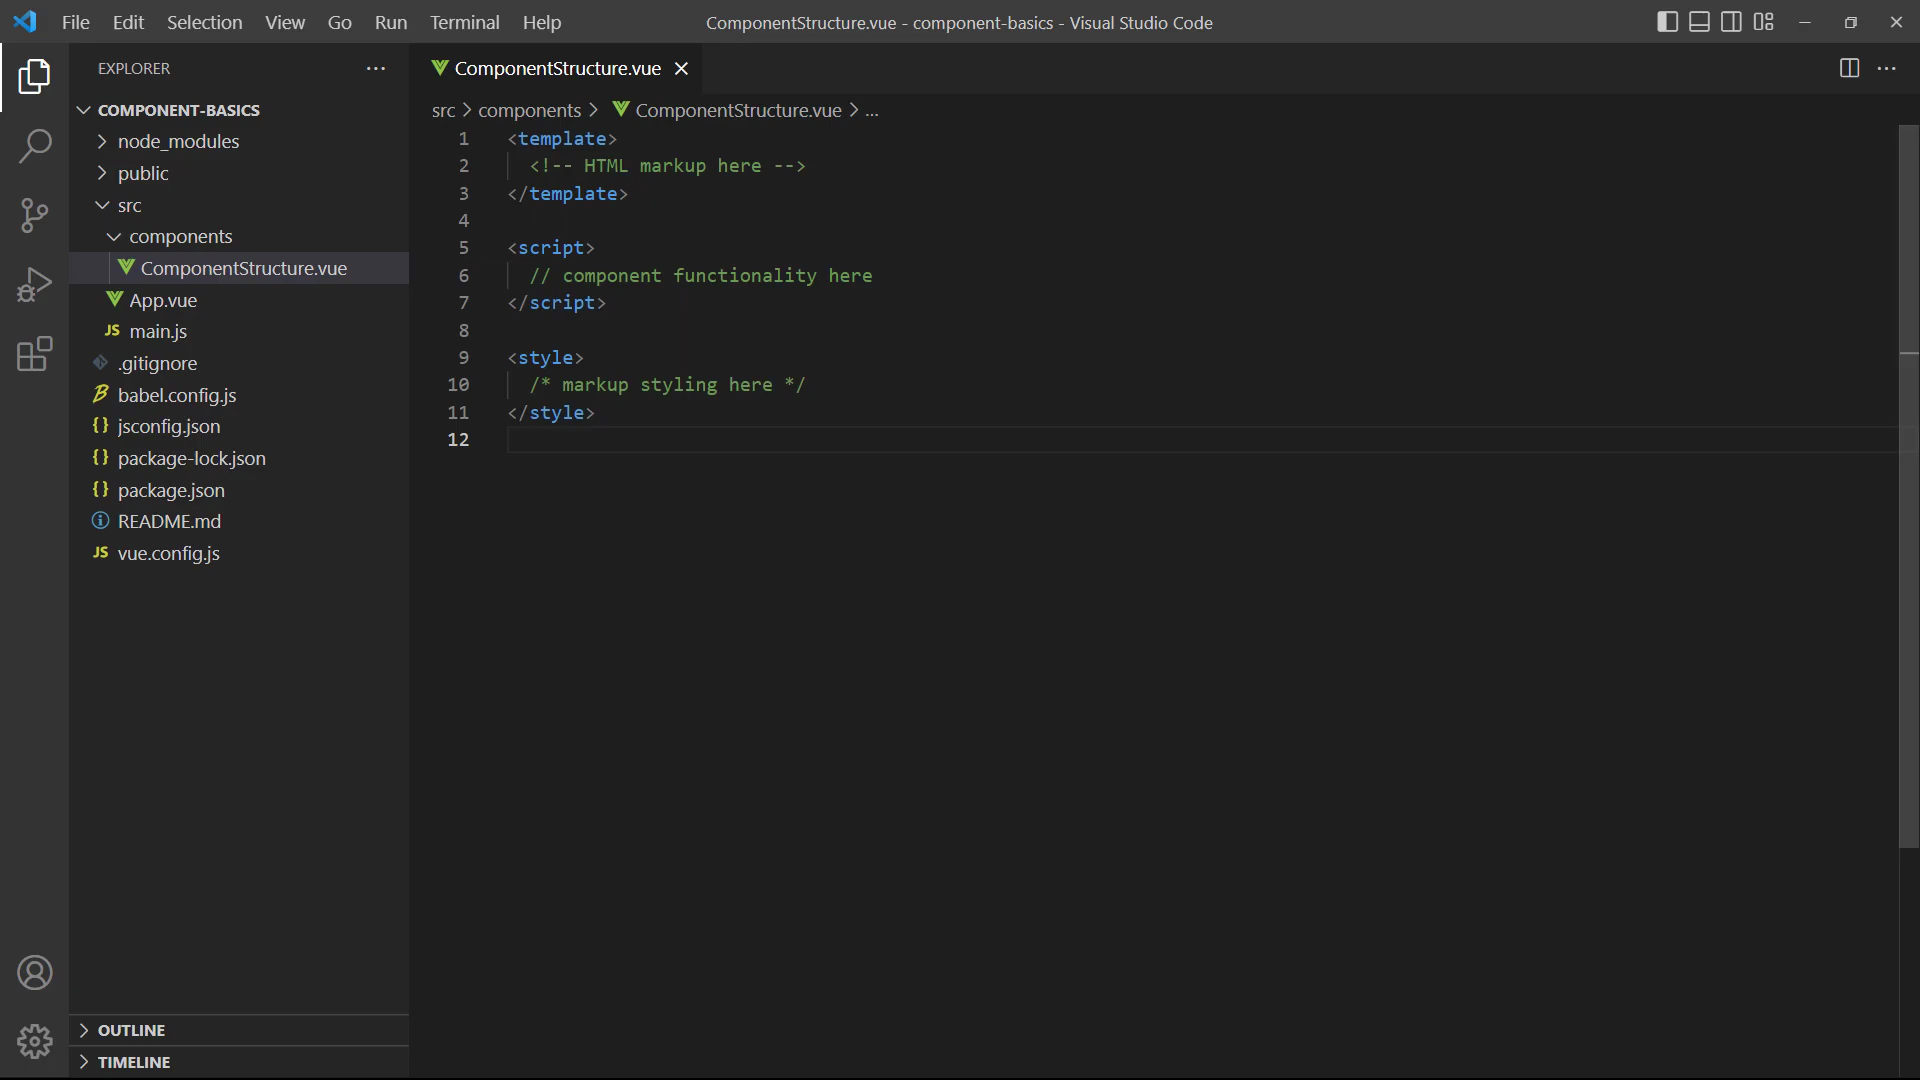 File Edit Selection View Go Run Terminal Help
ComponentStructure.vue - component-basics - Visual Studio Code
EXPLORER
COMPONENT-BASICS
node_modules
public
src
components
ComponentStructure.vue
App.vue
JS main.js
.gitignore
babel.config.js
{} jsconfig.json
{} package-lock.json
{} package.json
README.md
JS vue.config.js
OUTLINE
TIMELINE
ComponentStructure.vue
src > components > ComponentStructure.vue > ...
1 <template>
2 <!-- HTML markup here -->
3 </template>
4
5 <script>
6 // component functionality here
7 </script>
8
9 <style>
10 /* markup styling here */
11 </style>
12